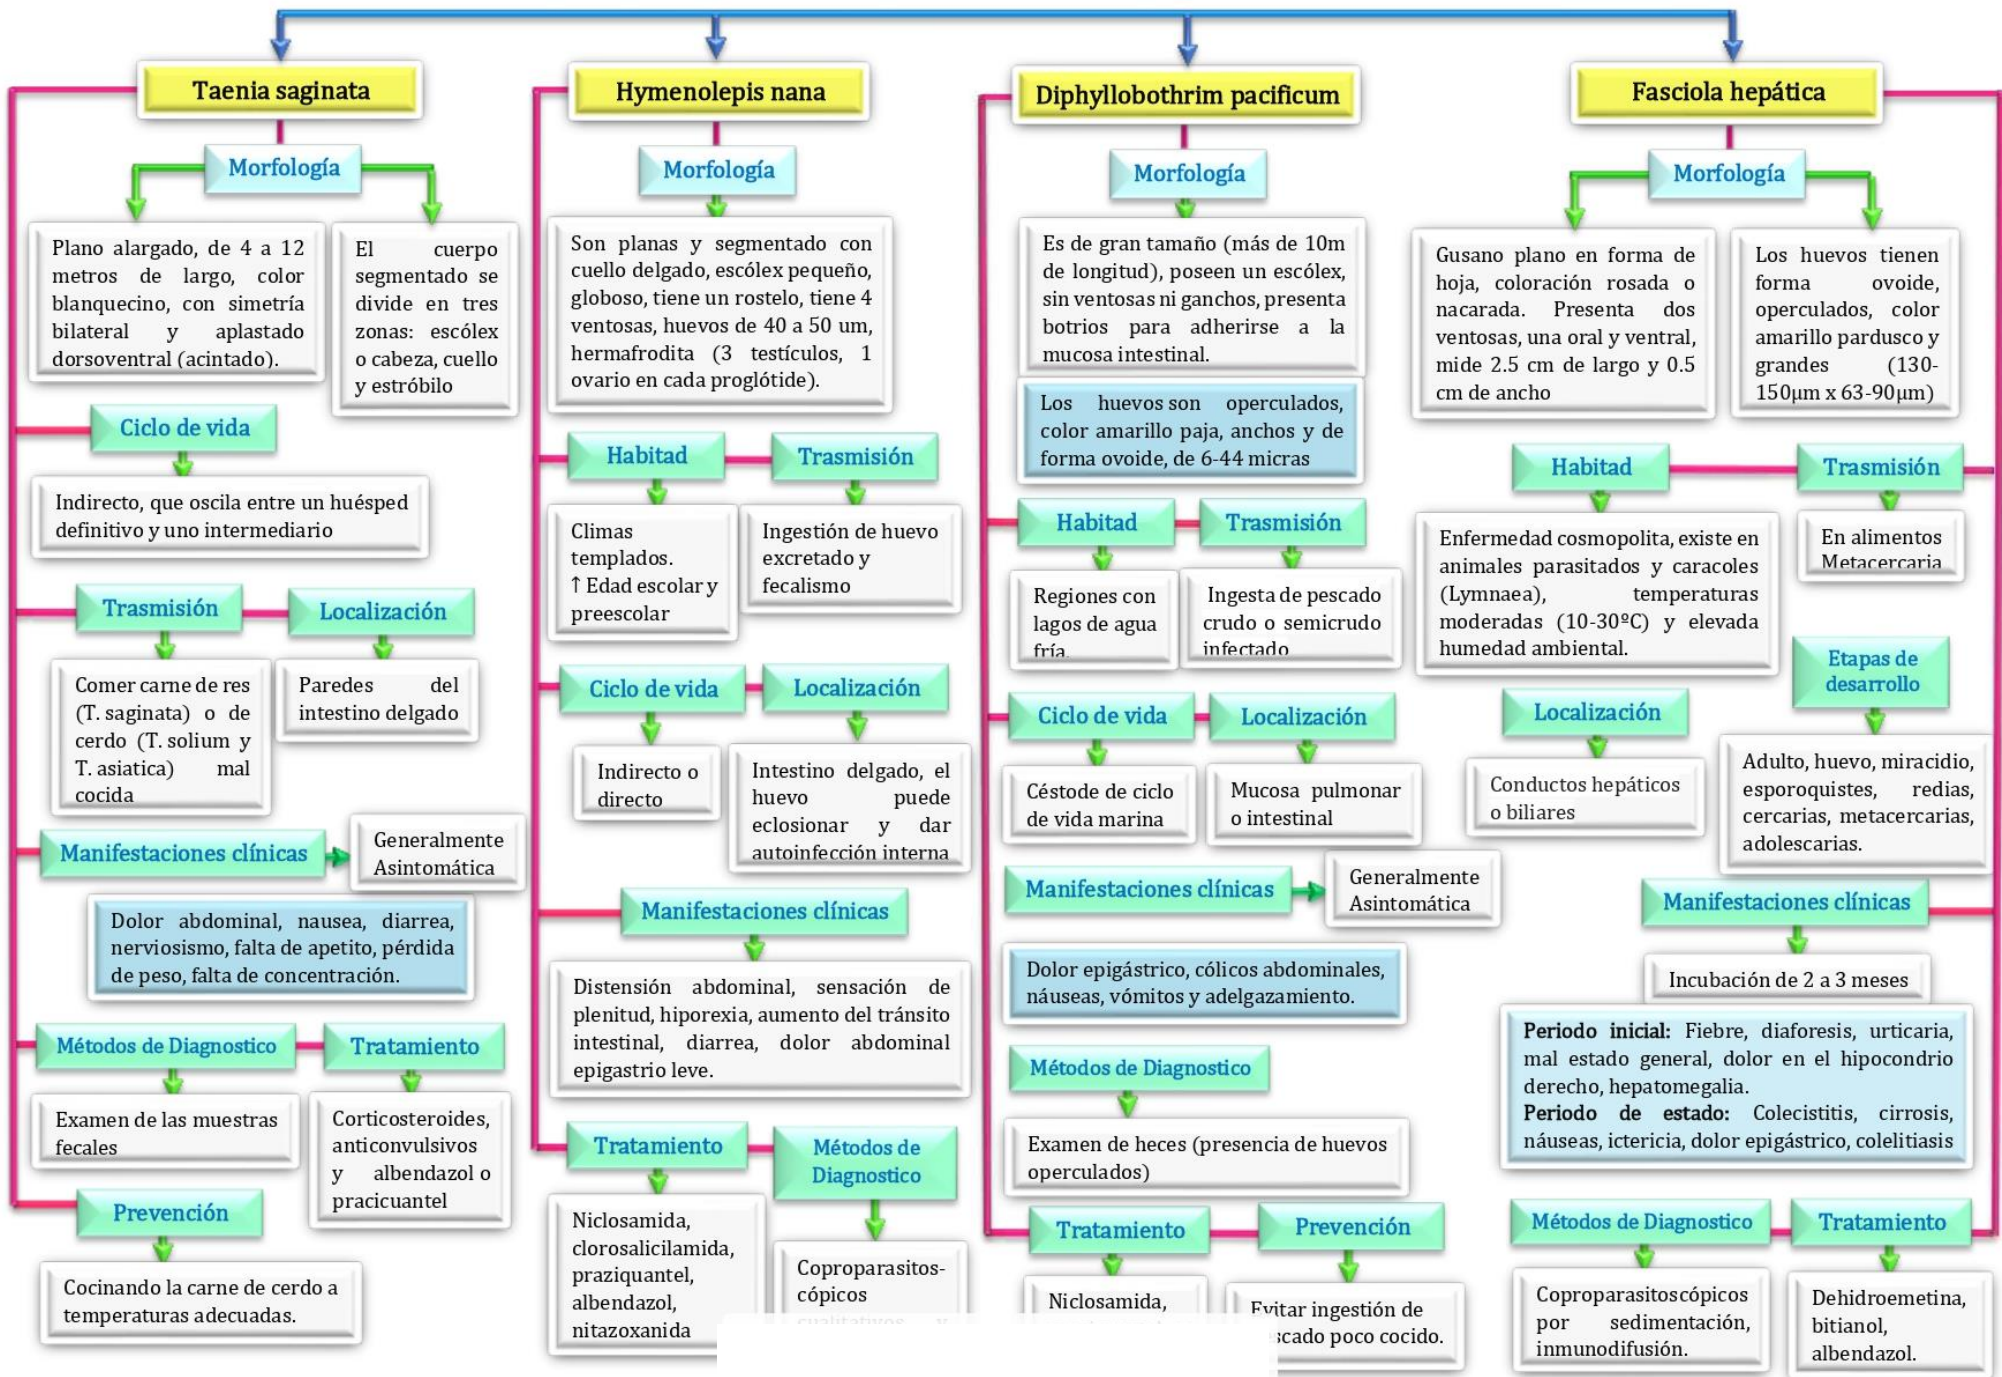 Taenia saginata
Morfología
Plano alargado, de 4 a 12
metros de largo, color
blanquecino, con simetría
bilateral y aplastado
dorsoventral (acintado).
El cuerpo
segmentado se
divide en tres
zonas: escólex
o cabeza, cuello
y estróbilo
Ciclo de vida
Indirecto, que oscila entre un huésped
definitivo y uno intermediario
Trasmisión
Comer carne de res
(T. saginata) o de
cerdo (T. solium y
T. asiatica) mal
cocida
Localización
Paredes del
intestino delgado
Manifestaciones clínicas
Generalmente
Asintomática
Dolor abdominal, nausea, diarrea,
nerviosismo, falta de apetito, pérdida
de peso, falta de concentración.
Métodos de Diagnostico
Examen de las muestras
fecales
Tratamiento
Corticosteroides,
anticonvulsivos
y albendazol o
pracicuantel
Prevención
Cocinando la carne de cerdo a
temperaturas adecuadas.
Hymenolepis nana
Morfología
Son planas y segmentado con
cuello delgado, escólex pequeño,
globoso, tiene un rostelo, tiene 4
ventosas, huevos de 40 a 50 um,
hermafrodita (3 testículos, 1
ovario en cada proglótide).
Habitad
Climas
templados.
↑ Edad escolar y
preescolar
Trasmisión
Ingestión de huevo
excretado y
fecalismo
Ciclo de vida
Indirecto o
directo
Localización
Intestino delgado, el
huevo puede
eclosionar y dar
autoinfección interna
Manifestaciones clínicas
Distensión abdominal, sensación de
plenitud, hiporexia, aumento del tránsito
intestinal, diarrea, dolor abdominal
epigastrio leve.
Tratamiento
Niclosamida,
clorosalicilamida,
praziquantel,
albendazol,
nitazoxanida
Métodos de
Diagnostico
Coproparasitos-
cópicos
cualitativos y
Diphyllobothrim pacificum
Morfología
Es de gran tamaño (más de 10m
de longitud), poseen un escólex,
sin ventosas ni ganchos, presenta
botrios para adherirse a la
mucosa intestinal.
Los huevos son operculados,
color amarillo paja, anchos y de
forma ovoide, de 6-44 micras
Habitad
Regiones con
lagos de agua
fría.
Trasmisión
Ingesta de pescado
crudo o semicrudo
infectado
Ciclo de vida
Céstode de ciclo
de vida marina
Localización
Mucosa pulmonar
o intestinal
Manifestaciones clínicas
Generalmente
Asintomática
Dolor epigástrico, cólicos abdominales,
náuseas, vómitos y adelgazamiento.
Métodos de Diagnostico
Examen de heces (presencia de huevos
operculados)
Tratamiento
Niclosamida,
Prevención
Evitar ingestión de
scado poco cocido.
Fasciola hepática
Morfología
Gusano plano en forma de
hoja, coloración rosada o
nacarada. Presenta dos
ventosas, una oral y ventral,
mide 2.5 cm de largo y 0.5
cm de ancho
Los huevos tienen
forma ovoide,
operculados, color
amarillo pardusco y
grandes (130-
150µm x 63-90µm)
Habitad
Enfermedad cosmopolita, existe en
animales parasitados y caracoles
(Lymnaea), temperaturas
moderadas (10-30ºC) y elevada
humedad ambiental.
Trasmisión
En alimentos
Metacercaria
Localización
Conductos hepáticos
o biliares
Etapas de
desarrollo
Adulto, huevo, miracidio,
esporoquistes, redias,
cercarias, metacercarias,
adolescarias.
Manifestaciones clínicas
Incubación de 2 a 3 meses
Periodo inicial: Fiebre, diaforesis, urticaria,
mal estado general, dolor en el hipocondrio
derecho, hepatomegalia.
Periodo de estado: Colecistitis, cirrosis,
náuseas, ictericia, dolor epigástrico, colelitiasis
Métodos de Diagnostico
Coproparasitoscópicos
por sedimentación,
inmunodifusión.
Tratamiento
Dehidroemetina,
bitianol,
albendazol.